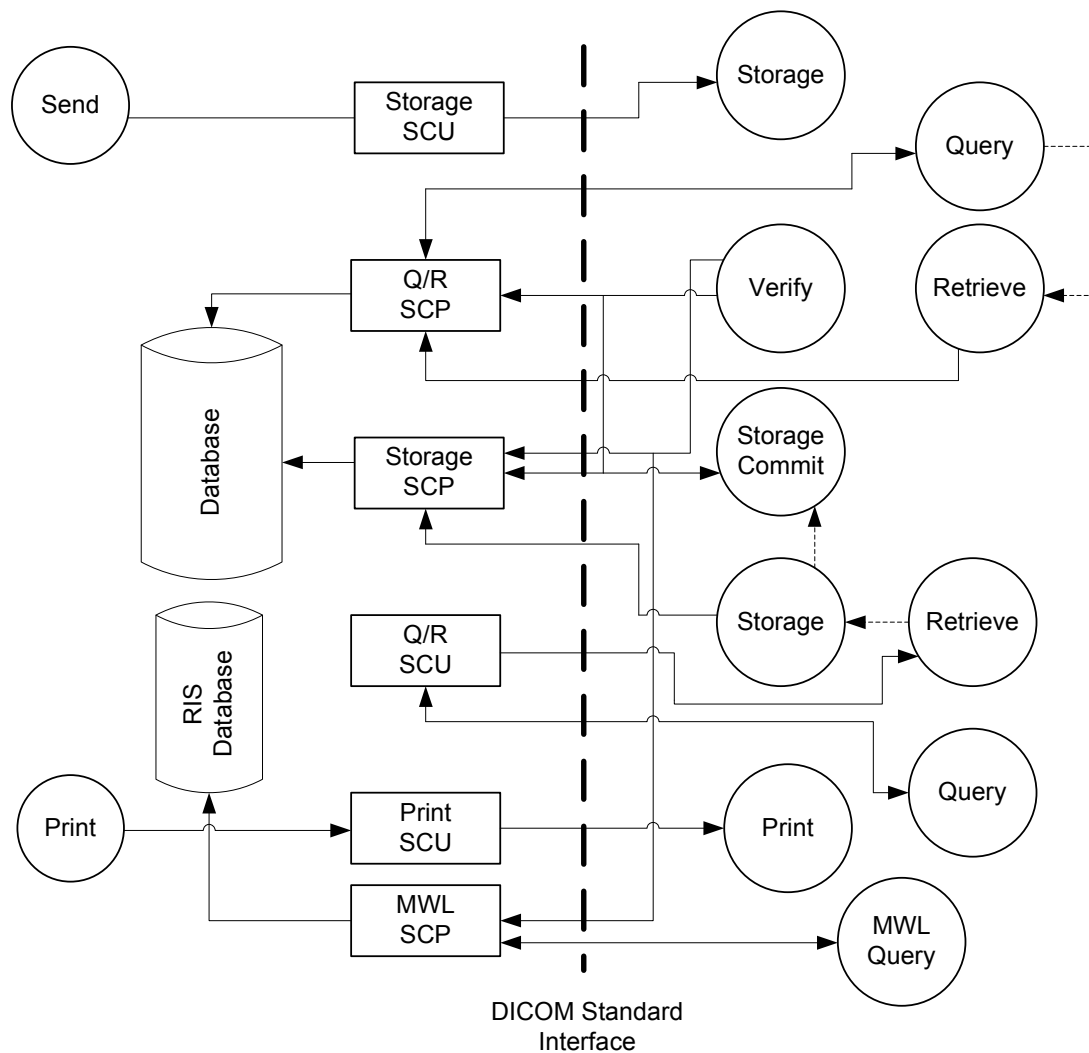 Send
Storage
SCU
Storage
Query
Q/R
SCP
Verify
Retrieve
Database
Storage
SCP
Storage
Commit
RIS
Database
Q/R
SCU
Storage
Retrieve
Print
Print
SCU
Print
Query
MWL
SCP
MWL
Query
DICOM Standard
Interface